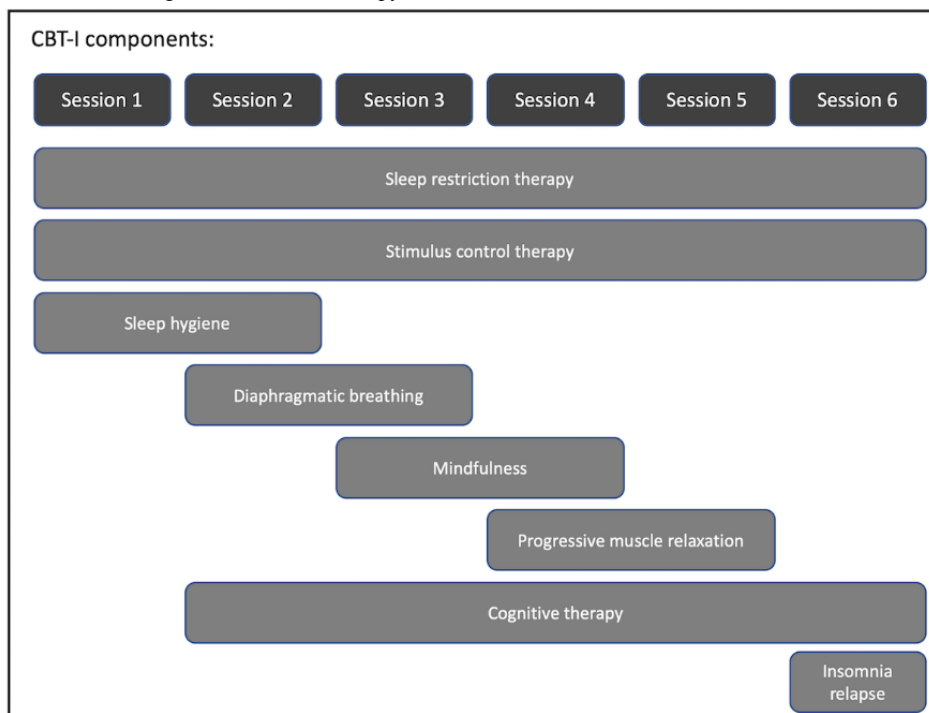 CBT-I components:
Session 1 Session 2 Session 3 Session 4 Session 5 Session 6
Sleep restriction therapy
Stimulus control therapy
Sleep hygiene
Diaphragmatic breathing
Mindfulness
Progressive muscle relaxation
Cognitive therapy
Insomnia
relapse